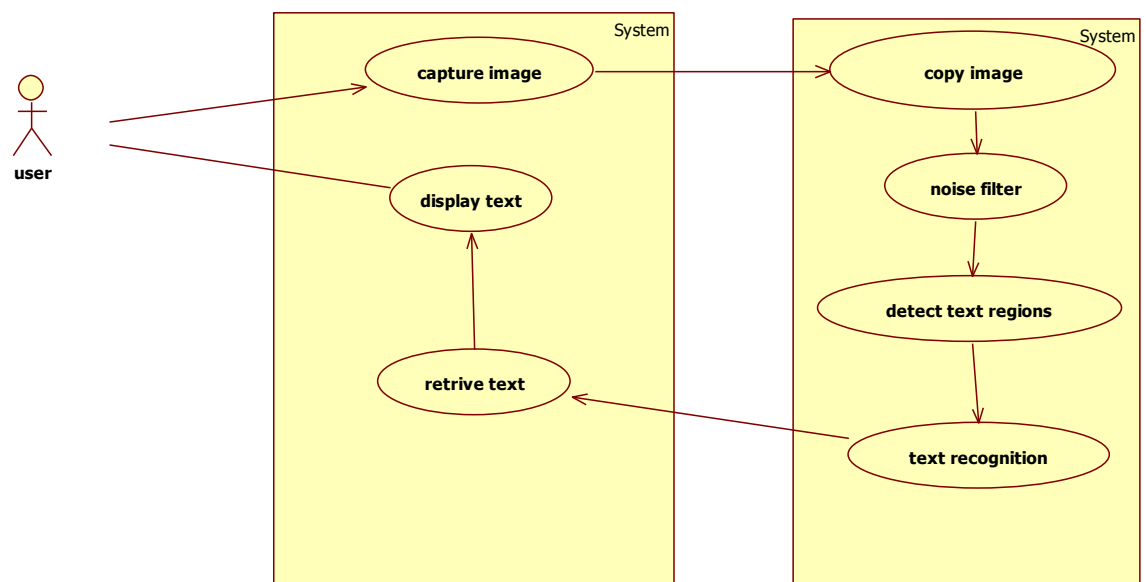 System
System
capture image
copy image
user
display text
noise filter
detect text regions
retrive text
text recognition